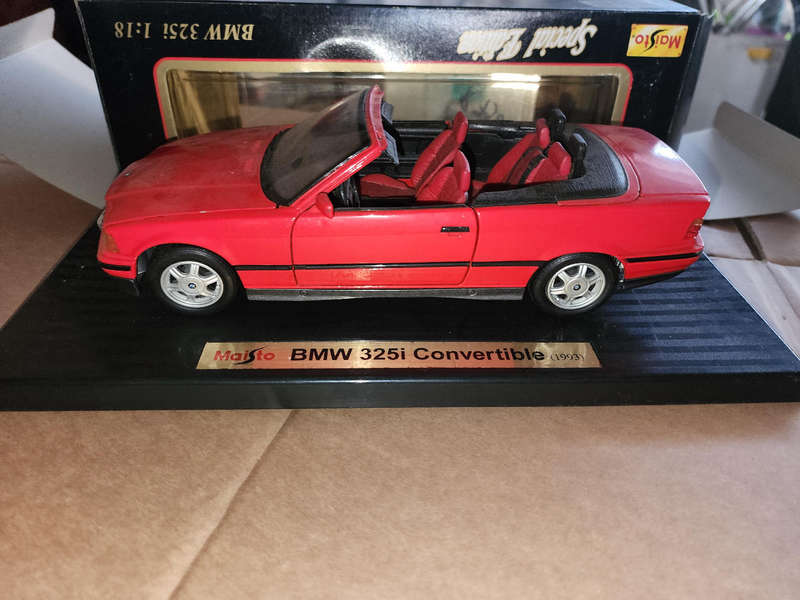 BMW 325i 1:18
Special Edition
Maisto
Maisto BMW 325i Convertible (1993)